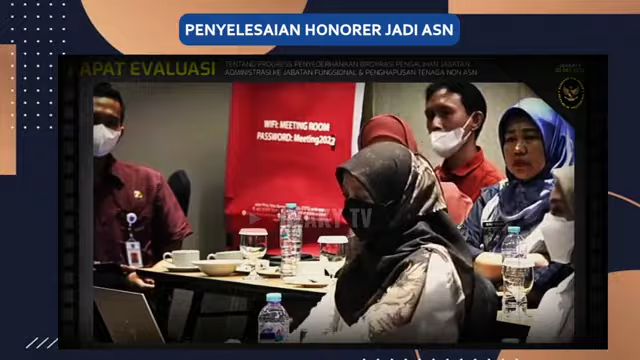 PENYELESAIAN HONORER JADI ASN
RAPAT EVALUASI
TENTANG PROGRESS PENYEDERHANAAN BIROKRASI PENGALIHAN JABATAN
ADMINISTRASI KE JABATAN FUNGSIONAL & PENGHAPUSAN TENAGA NON ASN
WIFI: MEETING ROOM
PASSWORD: Meeting2022
TV